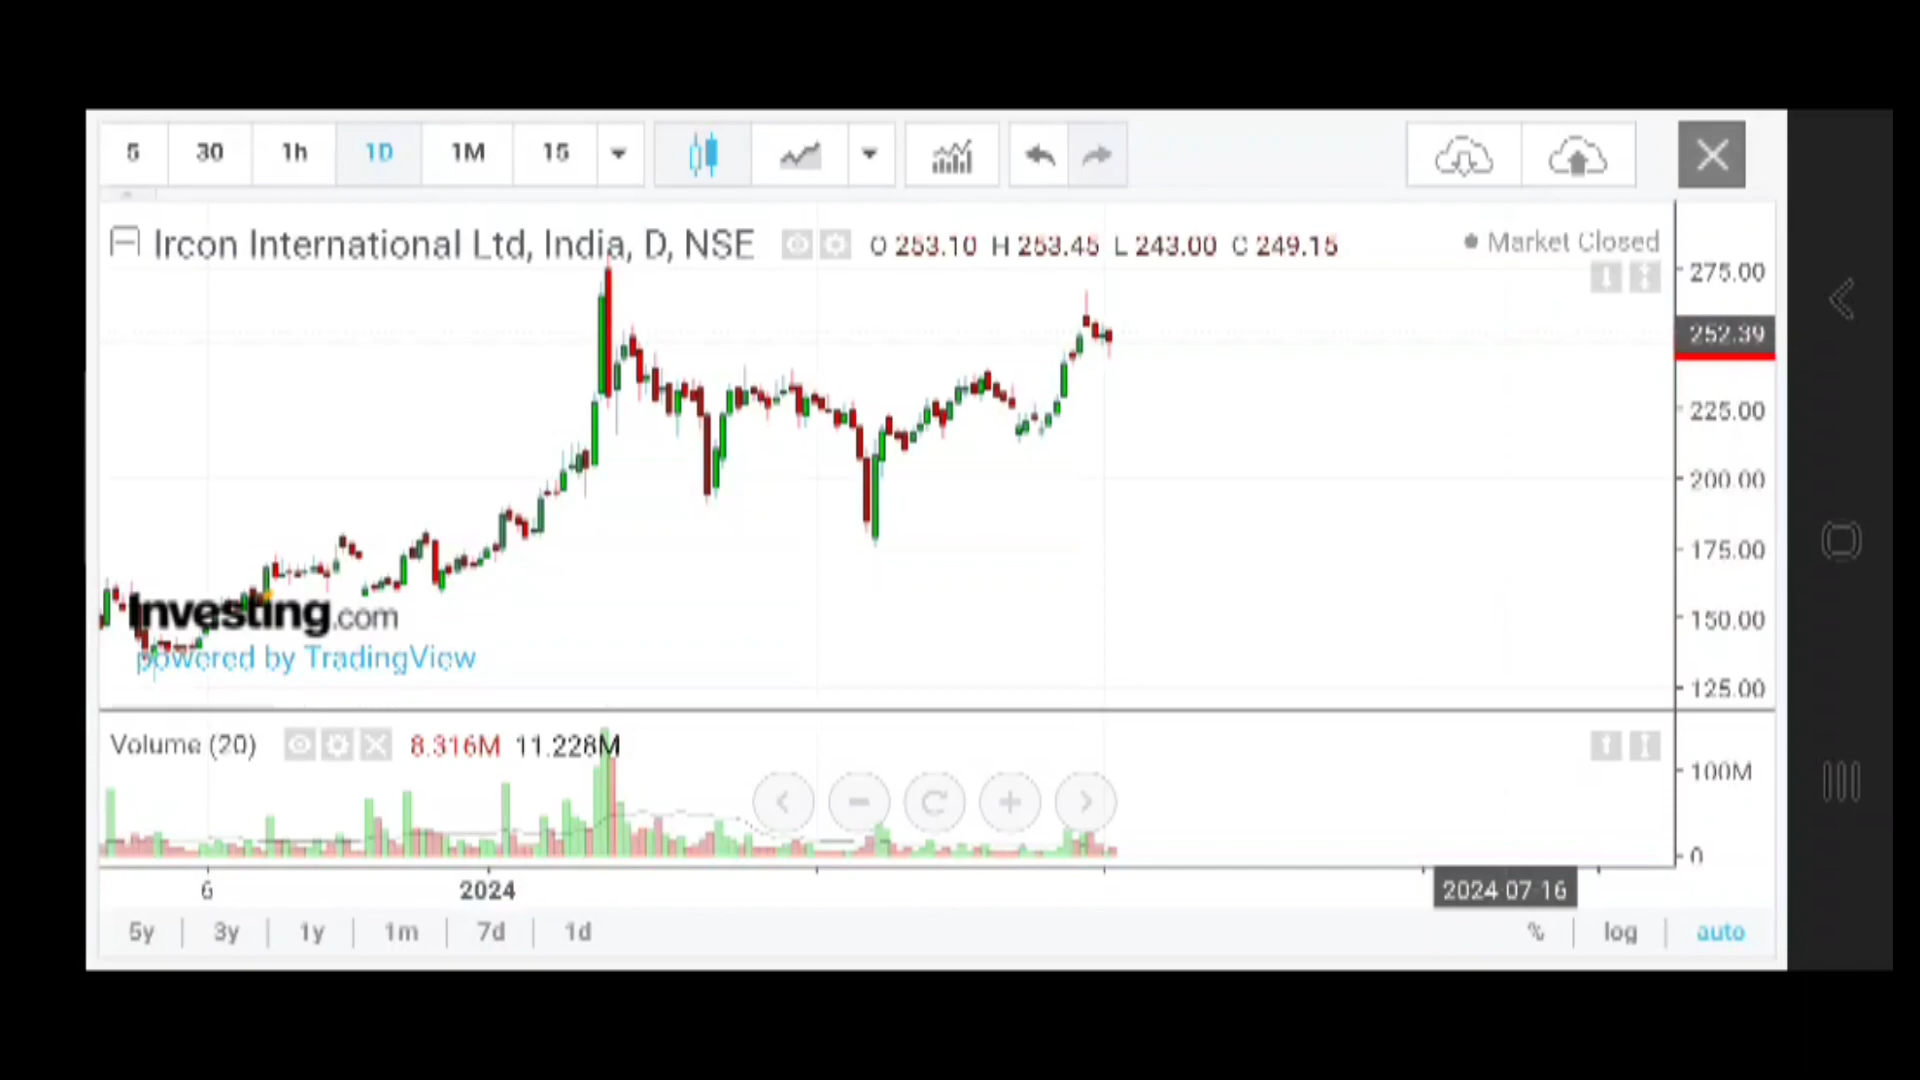 5 30 1h 1D 1M 15
Ircon International Ltd, India, D, NSE O 253.10 H 253.45 L 243.00 C 249.15
Market Closed
275.00
252.39
225.00
200.00
175.00
150.00
125.00
Investing.com
powered by TradingView
Volume (20) 8.316M 11.228M
100M
0
6 2024 2024 07 16
5y 3y 1y 1m 7d 1d % log auto